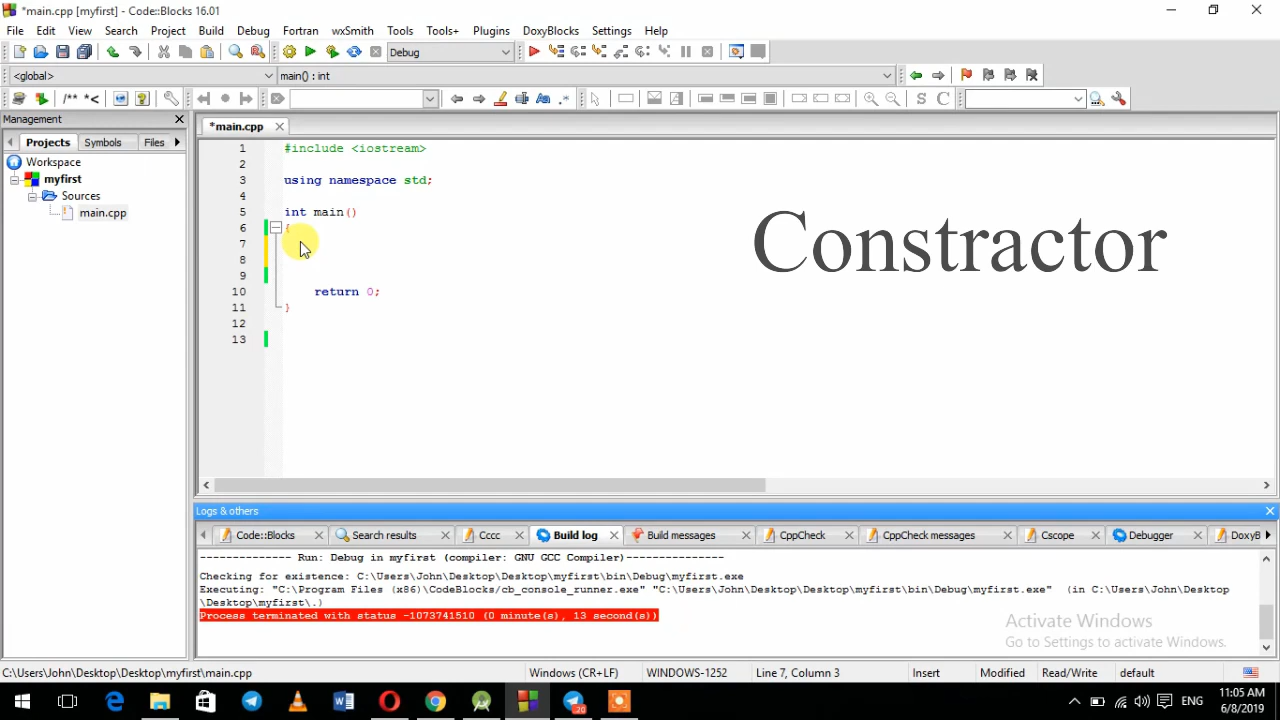 *main.cpp [myfirst] - Code::Blocks 16.01
File Edit View Search Project Build Debug Fortran wxSmith Tools Tools+ Plugins DoxyBlocks Settings Help
Debug
<global> main() : int
/** *<
S C
Management
*main.cpp
Projects Symbols Files
Workspace
myfirst
Sources
main.cpp
1 #include <iostream>
2
3 using namespace std;
4
5 int main()
6 {
7
8
9
10 return 0;
11 }
12
13
Constractor
Logs & others
Code::Blocks Search results Cccc Build log Build messages CppCheck CppCheck messages Cscope Debugger DoxyB
-------------- Run: Debug in myfirst (compiler: GNU GCC Compiler)---------------
Checking for existence: C:\Users\John\Desktop\Desktop\myfirst\bin\Debug\myfirst.exe
Executing: "C:\Program Files (x86)\CodeBlocks/cb_console_runner.exe" "C:\Users\John\Desktop\Desktop\myfirst\bin\Debug\myfirst.exe"  (in C:\Users\John\Desktop
\Desktop\myfirst\.)
Process terminated with status -1073741510 (0 minute(s), 13 second(s))
Activate Windows
Go to Settings to activate Windows.
C:\Users\John\Desktop\Desktop\myfirst\main.cpp Windows (CR+LF) WINDOWS-1252 Line 7, Column 3 Insert Modified Read/Write default
20
ENG
11:05 AM
6/8/2019